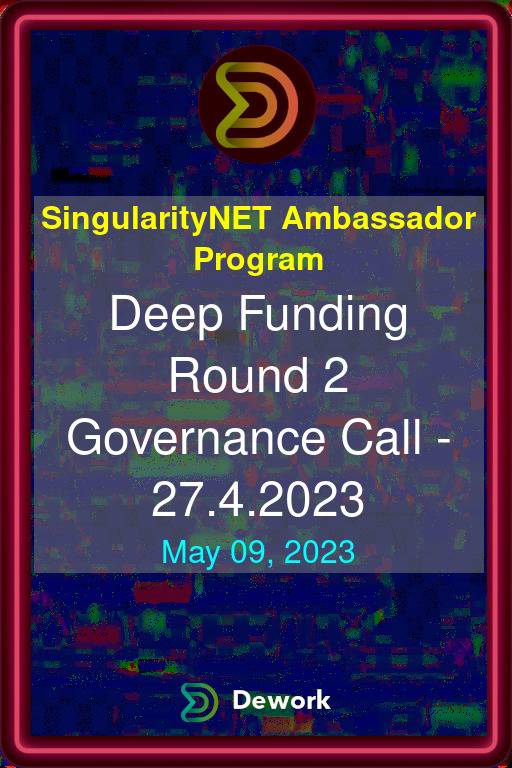 SingularityNET Ambassador
Program
Deep Funding
Round 2
Governance Call -
27.4.2023
May 09, 2023
Dework